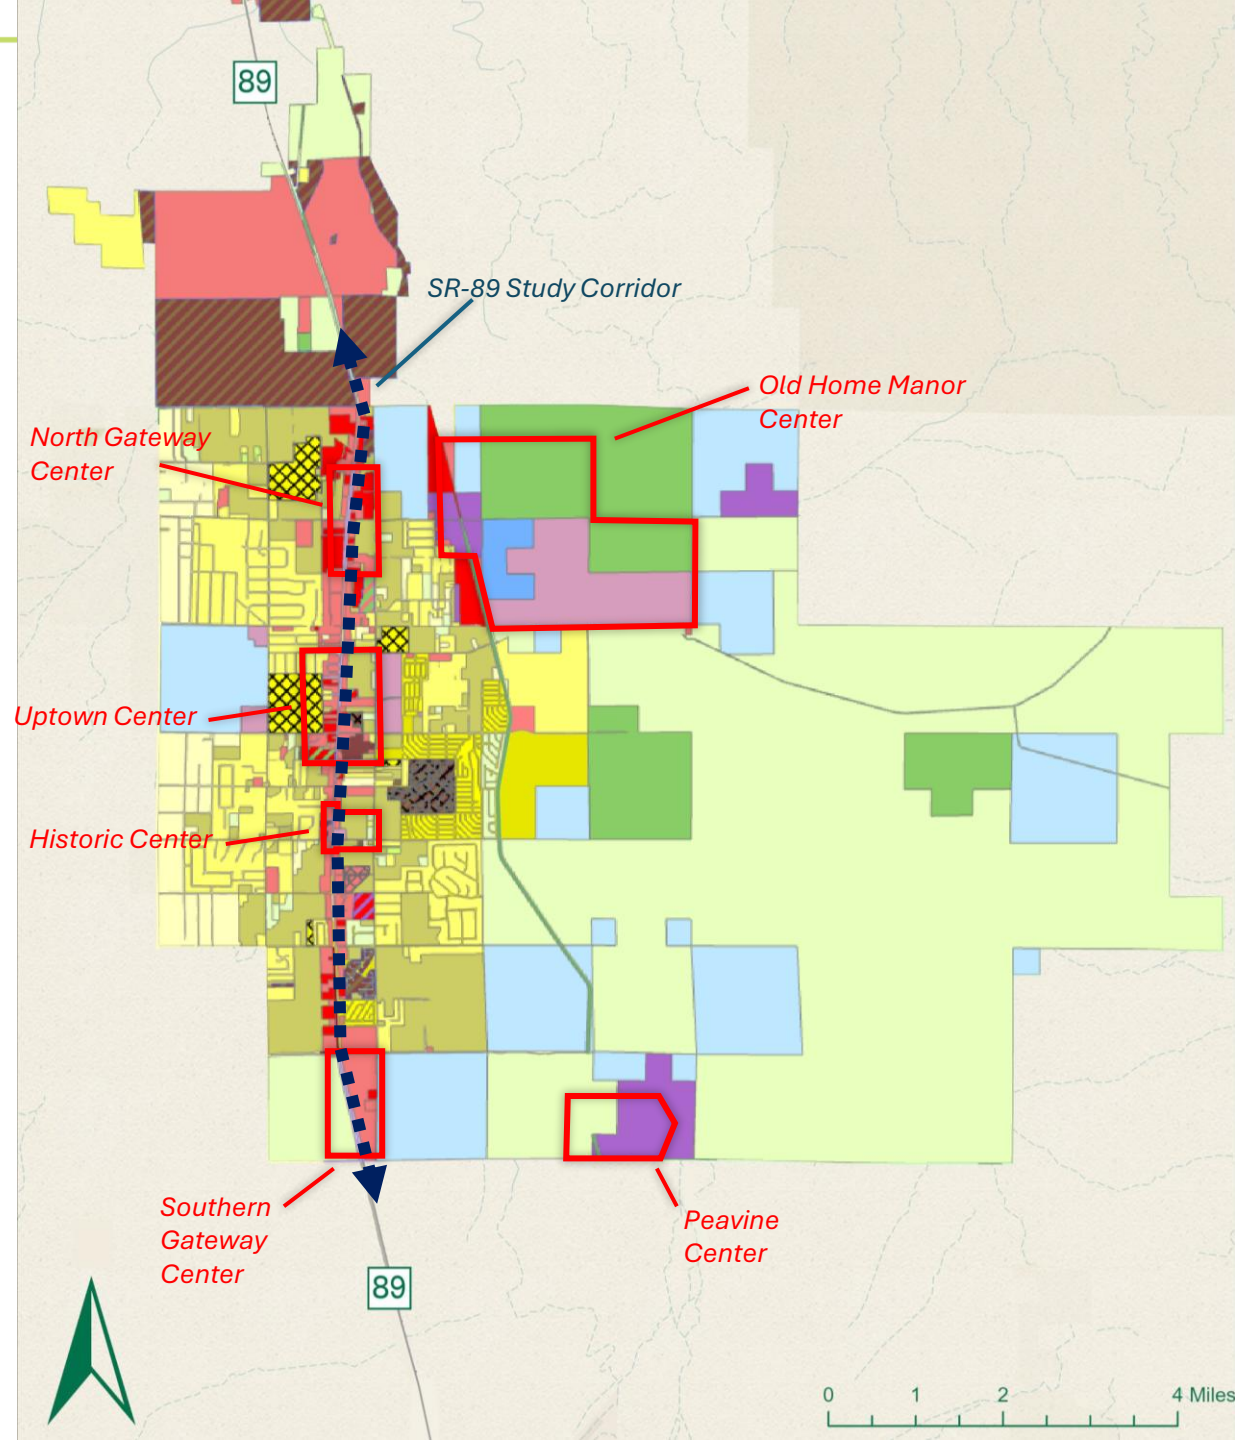 89
SR-89 Study Corridor
Old Home Manor
Center
North Gateway
Center
Uptown Center
Historic Center
Southern
Gateway
Center
Peavine
Center
89
0 1 2 4 Miles